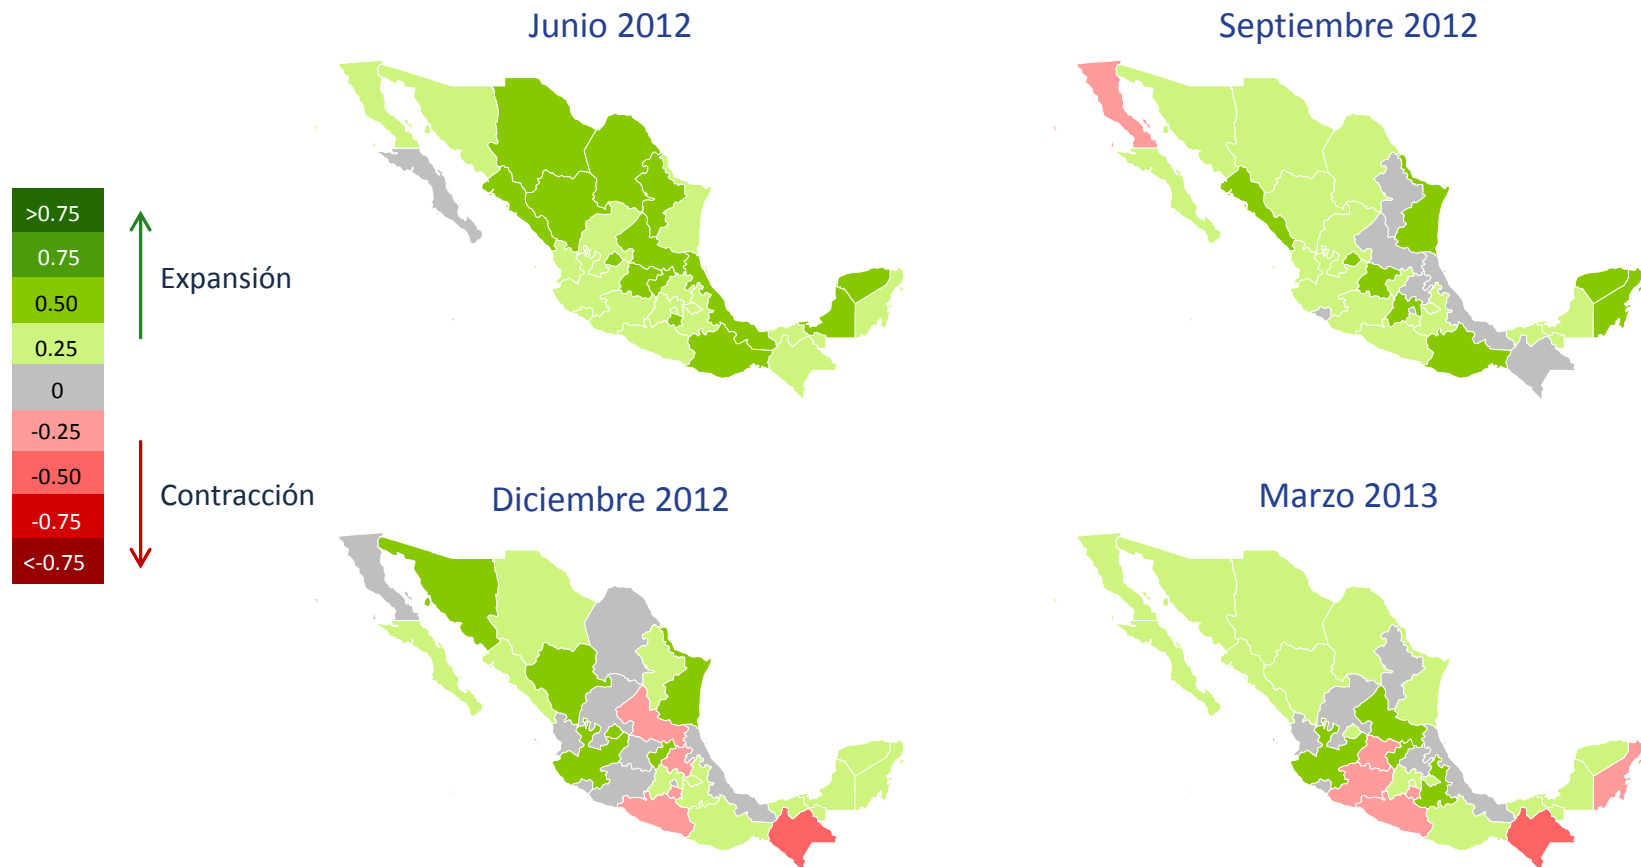 Junio 2012
Septiembre 2012
>0.75
0.75
0.50
0.25
0
-0.25
-0.50
-0.75
<-0.75
Expansión
Contracción
Diciembre 2012
Marzo 2013